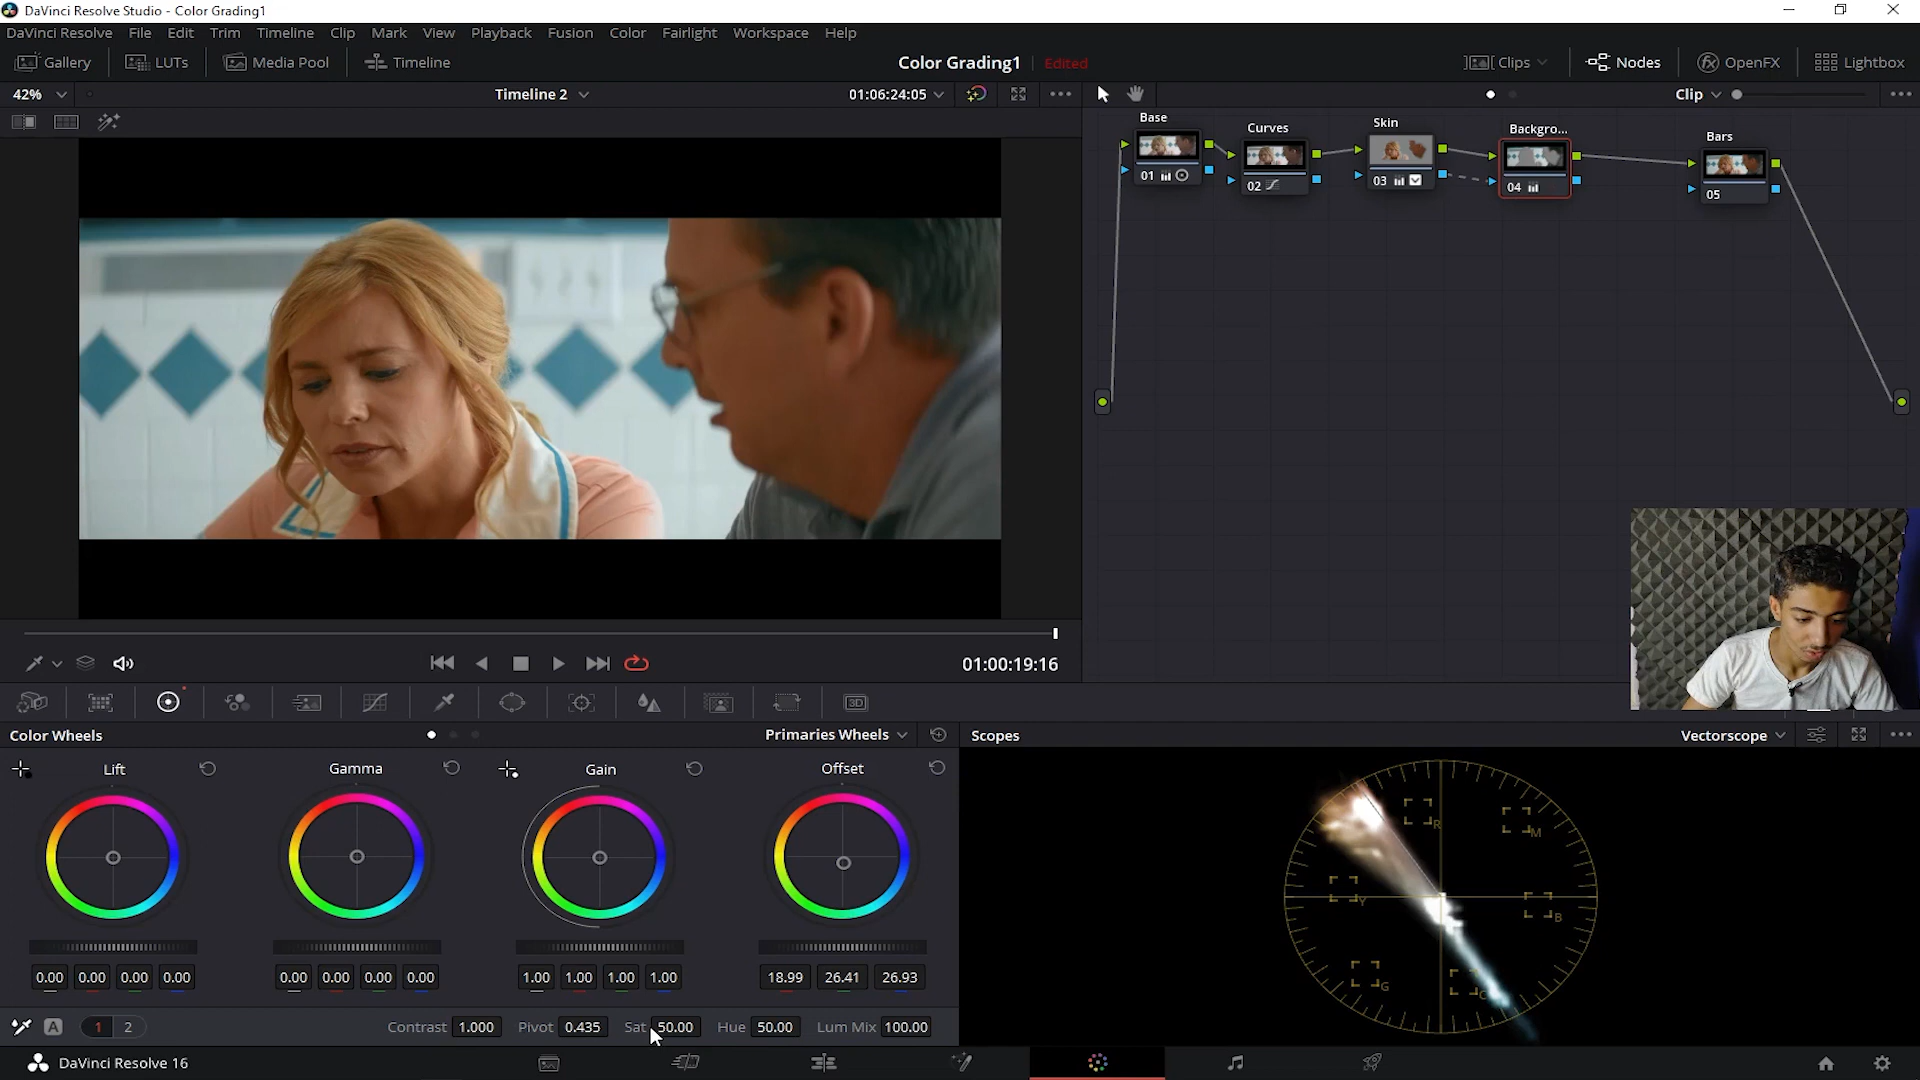 DaVinci Resolve Studio - Color Grading1
DaVinci Resolve File Edit Trim Timeline Clip Mark View Playback Fusion Color Fairlight Workspace Help
Gallery LUTs Media Pool Timeline Color Grading1 Edited Clips Nodes OpenFX Lightbox
42% Timeline 2 01:06:24:05 Clip
Base Curves Skin Backgro... Bars
01 02 03 04 05
01:00:19:16
3D
Color Wheels Primaries Wheels Scopes Vectorscope
Lift Gamma Gain Offset
R M
Y B
G C
0.00 0.00 0.00 0.00 0.00 0.00 0.00 0.00 1.00 1.00 1.00 1.00 18.99 26.41 26.93
A 1 2 Contrast 1.000 Pivot 0.435 Sat 50.00 Hue 50.00 Lum Mix 100.00
DaVinci Resolve 16